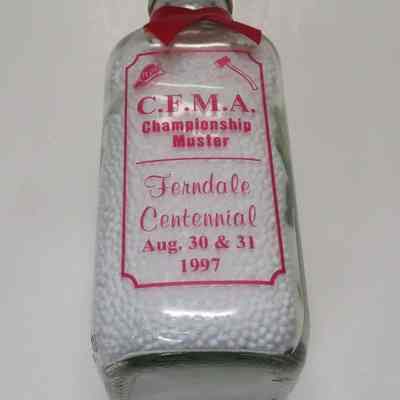 C.F.M.A.
Championship
Muster
Ferndale
Centennial
Aug. 30 & 31
1997